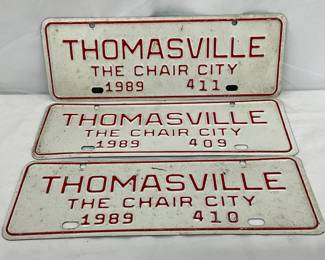 THOMASVILLE
THE CHAIR CITY
1989 411
THOMASVILLE
THE CHAIR CITY
1989 409
THOMASVILLE
THE CHAIR CITY
1989 410